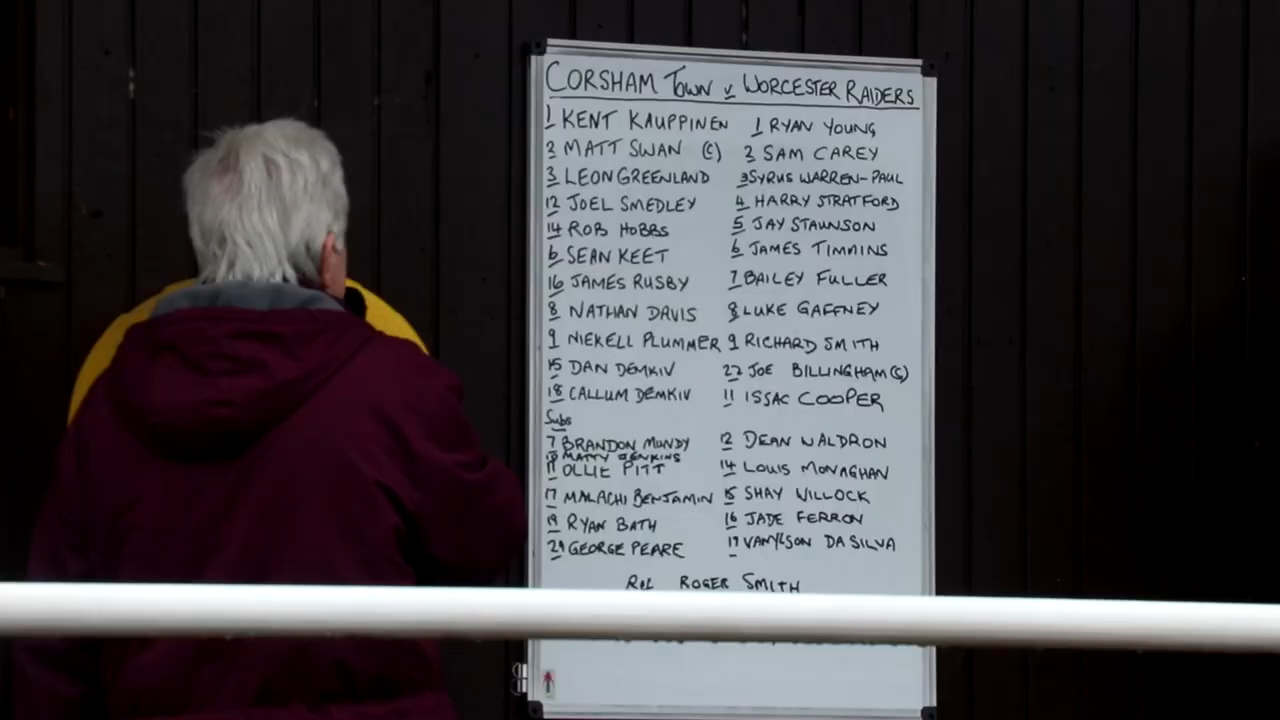 CORSHAM TOWN v WORCESTER RAIDERS
1 KENT KAUPPINEN 1 RYAN YOUNG
2 MATT SWAN (C) 2 SAM CAREY
3 LEON GREENLAND 3 SYRUS WARREN-PAUL
12 JOEL SMEDLEY 4 HARRY STRATFORD
14 ROB HOBBS 5 JAY STAUNSON
6 SEAN KEET 6 JAMES TIMMINS
16 JAMES RUSBY 7 BAILEY FULLER
8 NATHAN DAVIS 8 LUKE GAFFNEY
9 NIEKELL PLUMMER 9 RICHARD SMITH
15 DAN DEMKIV 22 JOE BILLINGHAM (C)
18 CALLUM DEMKIV 11 ISSAC COOPER
Subs
7 BRANDON MUNDY 12 DEAN WALDRON
10 MATTY JENKINS
11 OLLIE PITT 14 LOUIS MONAGHAN
17 MALACHI BENJAMIN 15 SHAY WILLOCK
19 RYAN BATH 16 JADE FERRON
29 GEORGE PEARE 17 VANYLSON DA SILVA
ROGER SMITH